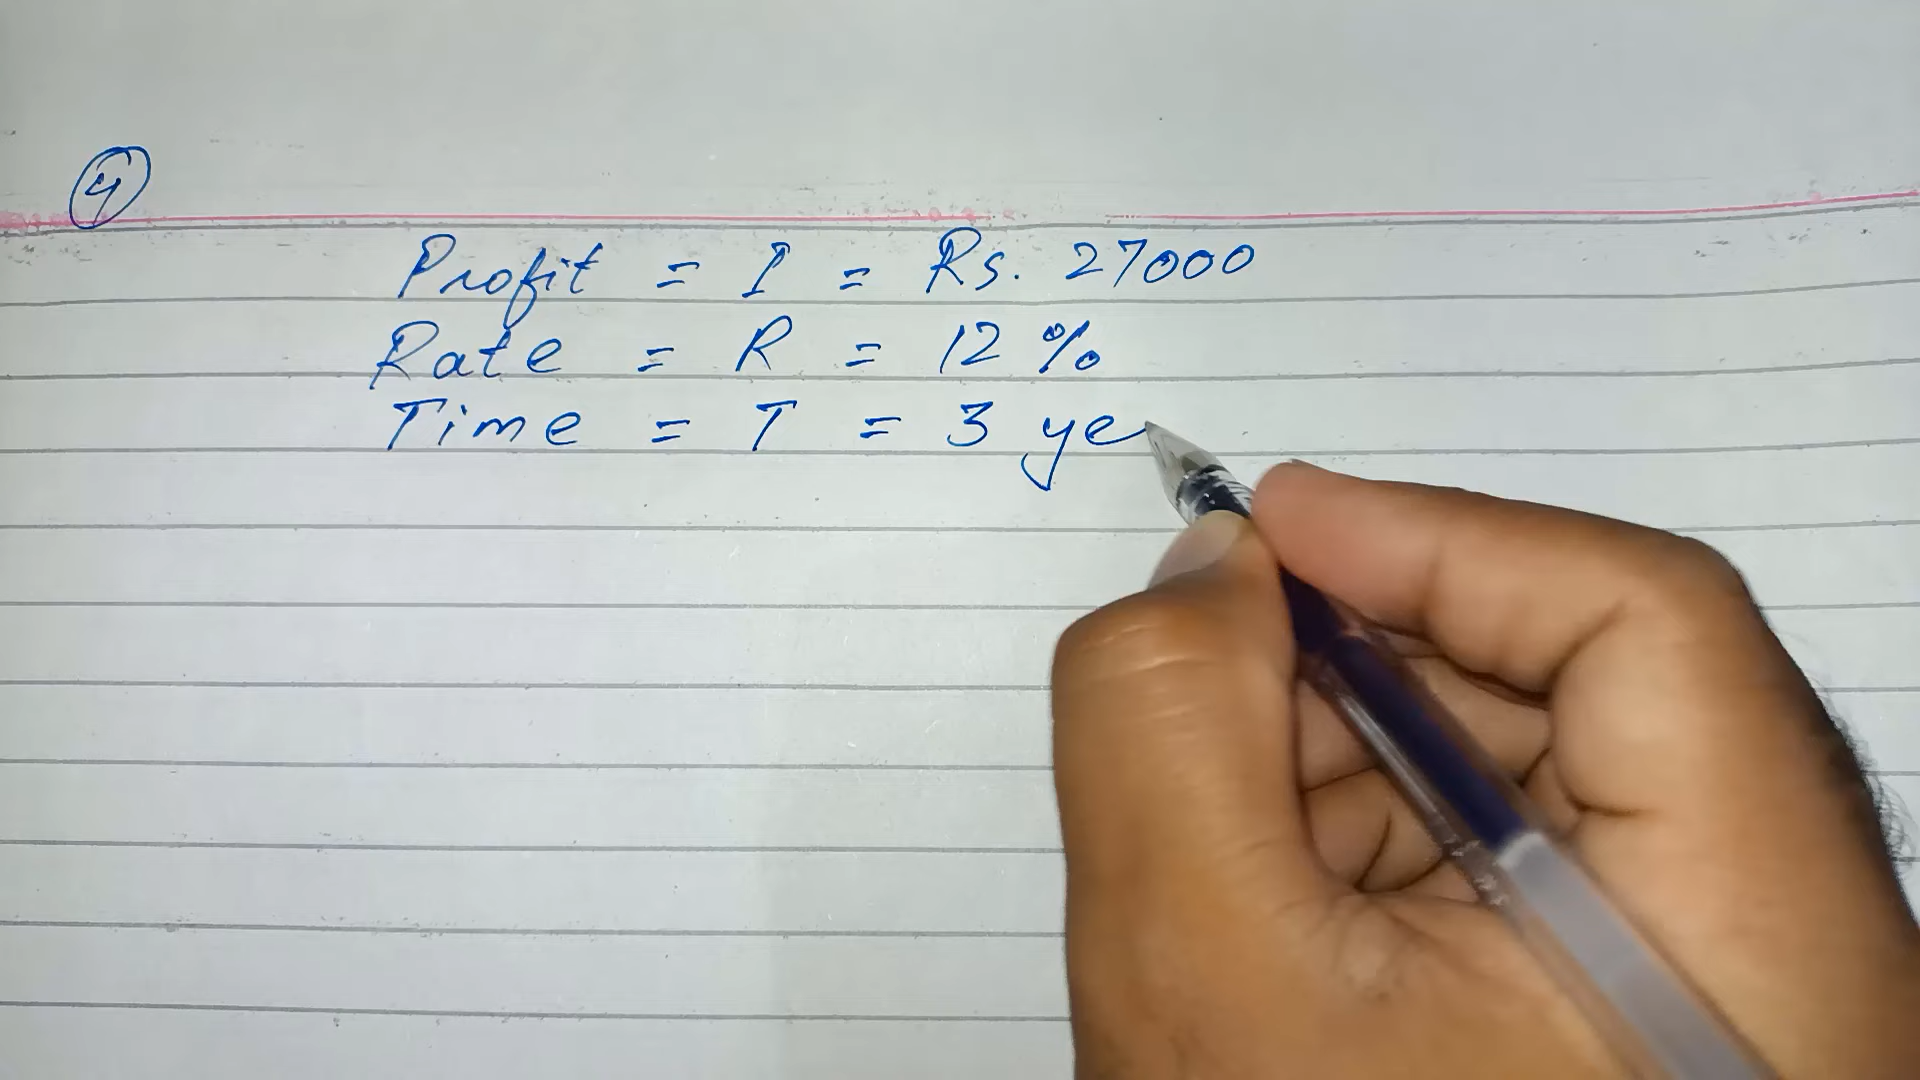 4
Profit = I = Rs. 27000
Rate = R = 12 %
Time = T = 3 ye